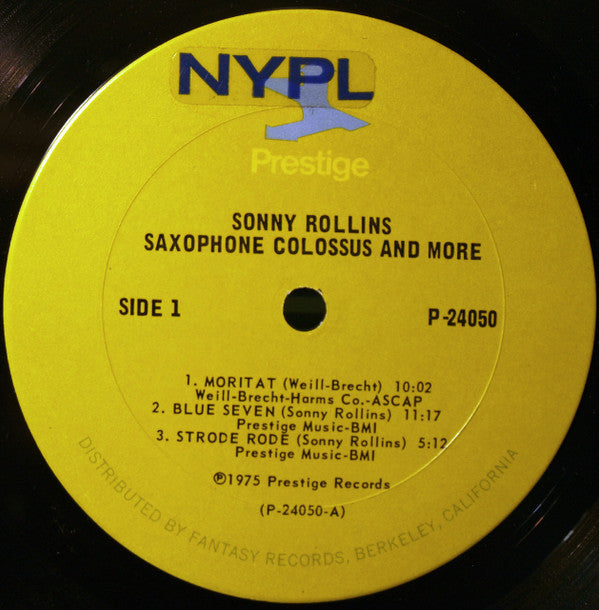 NYPL
Prestige
SONNY ROLLINS
SAXOPHONE COLOSSUS AND MORE
SIDE 1
P-24050
1. MORITAT (Weill-Brecht) 10:02
Weill-Brecht-Harms Co.-ASCAP
2. BLUE SEVEN (Sonny Rollins) 11:17
Prestige Music-BMI
3. STRODE RODE (Sonny Rollins) 5:12
Prestige Music-BMI
℗1975 Prestige Records
(P-24050-A)
DISTRIBUTED BY FANTASY RECORDS, BERKELEY, CALIFORNIA